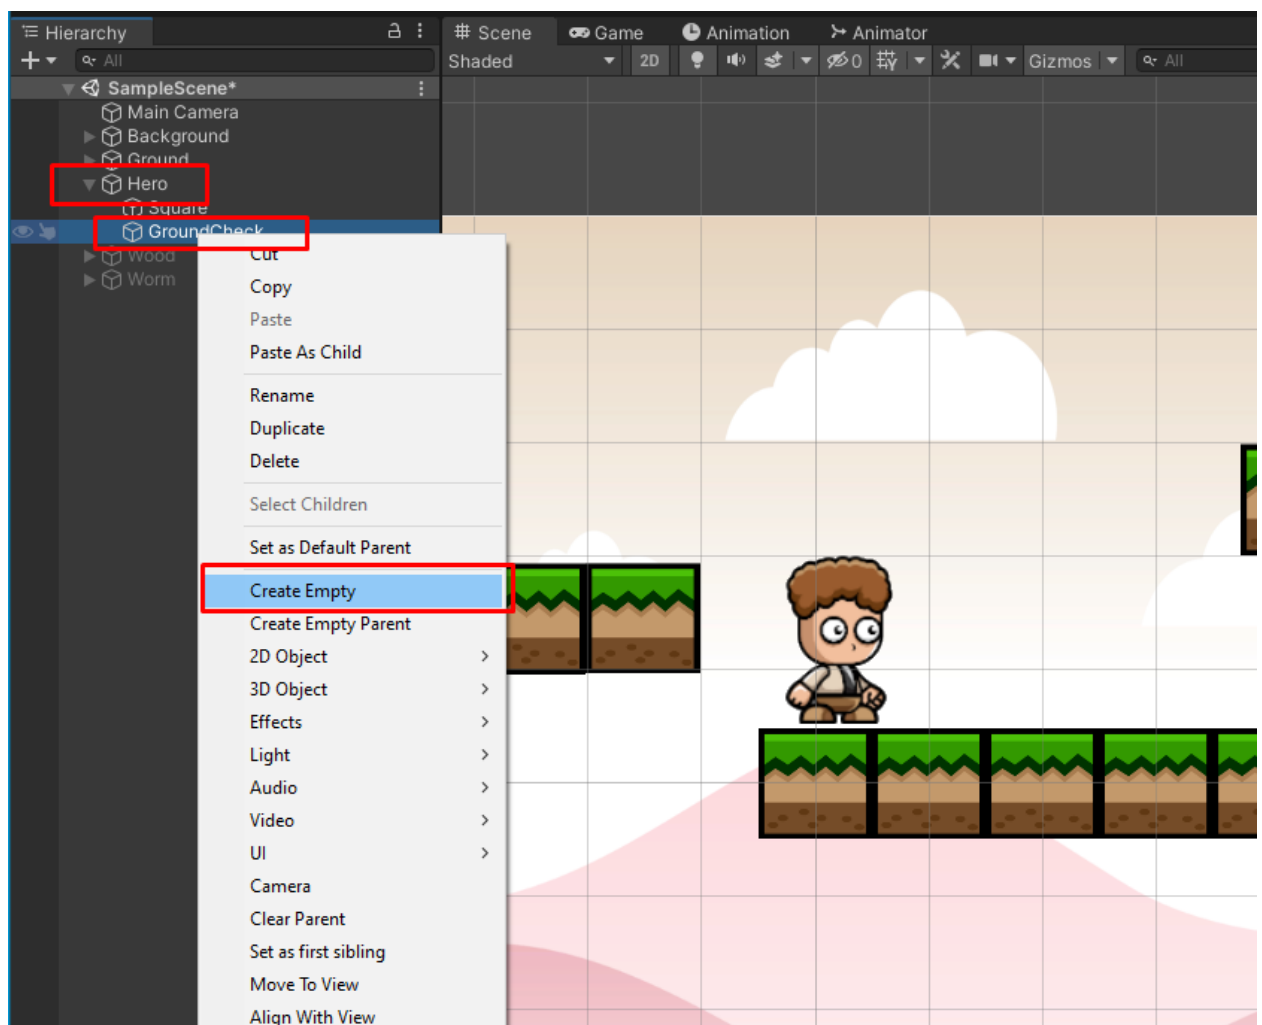 Hierarchy
All
SampleScene*
Main Camera
Background
Ground
Hero
Square
GroundCheck
Wood
Worm
Cut
Copy
Paste
Paste As Child
Rename
Duplicate
Delete
Select Children
Set as Default Parent
Create Empty
Create Empty Parent
2D Object
3D Object
Effects
Light
Audio
Video
UI
Camera
Clear Parent
Set as first sibling
Move To View
Align With View
Scene Game Animation Animator
Shaded 2D 0 Gizmos All